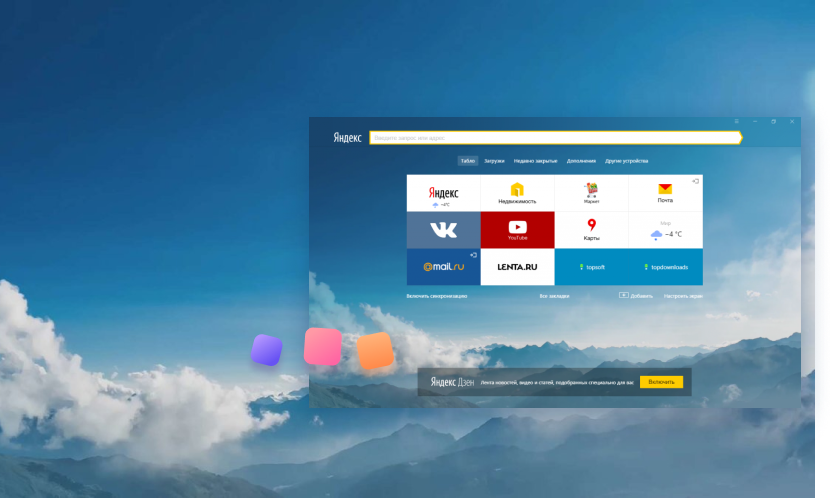 Яндекс
Введите запрос или адрес
Табло Загрузки Недавно закрытые Дополнения Другие устройства
Яндекс
−4°C
Недвижимость
Маркет
Почта
YouTube
Карты
−4 °C
@mail.ru
LENTA.RU
topsoft
topdownloads
Включить синхронизацию Все закладки Добавить Настроить экран
Яндекс Дзен Лента новостей, видео и статей, подобранных специально для вас Включить